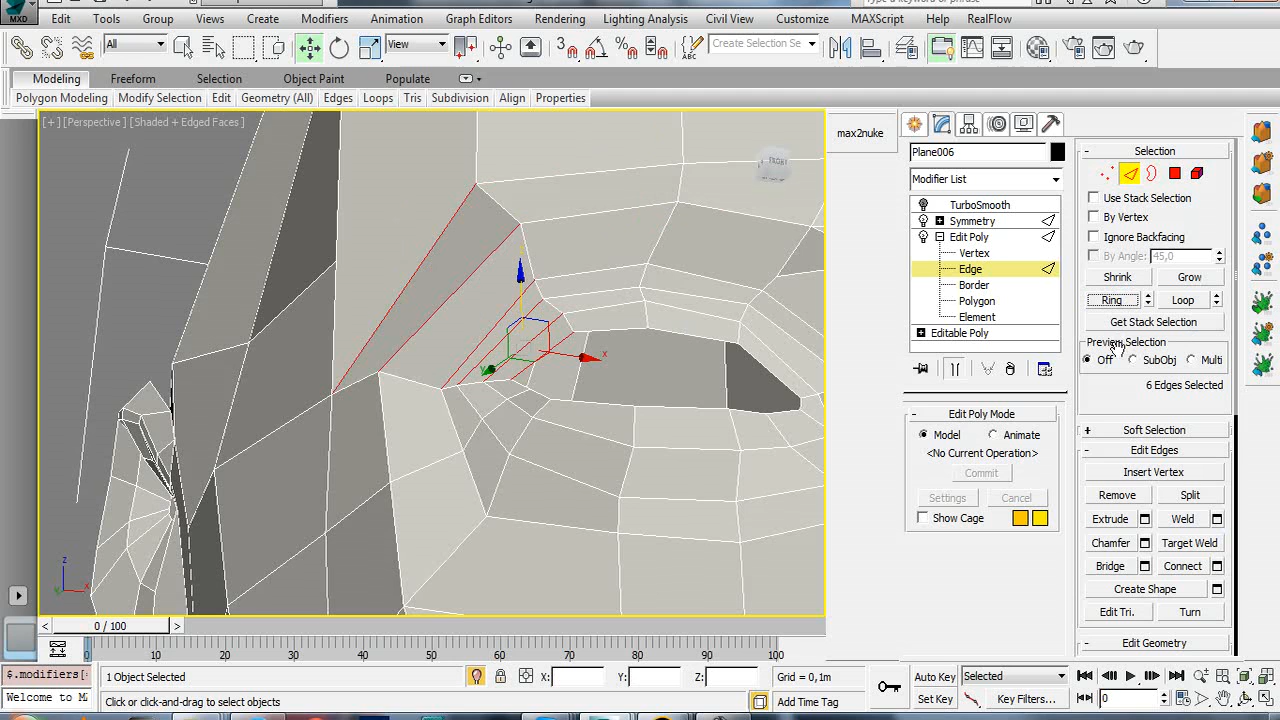 MXD
Edit Tools Group Views Create Modifiers Animation Graph Editors Rendering Lighting Analysis Civil View Customize MAXScript Help RealFlow
All View 3 % ABC Create Selection Se
Modeling Freeform Selection Object Paint Populate
Polygon Modeling Modify Selection Edit Geometry (All) Edges Loops Tris Subdivision Align Properties
[+] [Perspective ] [Shaded + Edged Faces ]
FRONT
z
x
y
x
z
max2nuke
Plane006
Modifier List
TurboSmooth
Symmetry
Edit Poly
Vertex
Edge
Border
Polygon
Element
Editable Poly
Edit Poly Mode
Model Animate
<No Current Operation>
Commit
Settings Cancel
Show Cage
- Selection
Use Stack Selection
By Vertex
Ignore Backfacing
By Angle: 45,0
Shrink Grow
Ring Loop
Get Stack Selection
Preview Selection
Off SubObj Multi
6 Edges Selected
+ Soft Selection
- Edit Edges
Insert Vertex
Remove Split
Extrude Weld
Chamfer Target Weld
Bridge Connect
Create Shape
Edit Tri. Turn
- Edit Geometry
< 0 / 100 >
0 10 20 30 40 50 60 70 80 90 100
$.modifiers[ 1 Object Selected X: Y: Z: Grid = 0,1m Auto Key Selected
Welcome to M Click or click-and-drag to select objects Add Time Tag Set Key Key Filters... 0